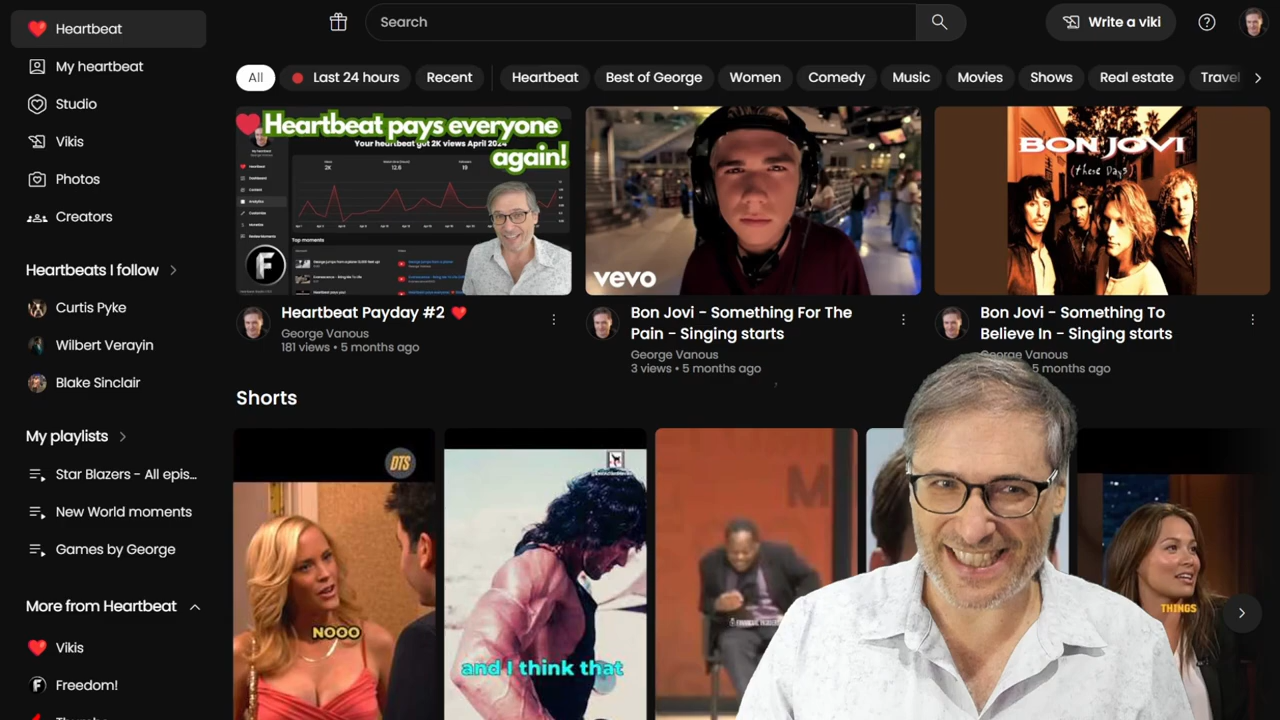 Heartbeat
Search
Write a viki
My heartbeat
Studio
Vikis
Photos
Creators
Heartbeats I follow
Curtis Pyke
Wilbert Verayin
Blake Sinclair
My playlists
Star Blazers - All epis...
New World moments
Games by George
More from Heartbeat
Vikis
Freedom!
All
Last 24 hours
Recent
Heartbeat
Best of George
Women
Comedy
Music
Movies
Shows
Real estate
Travel
Heartbeat pays everyone
again!
Your heartbeat got 2K views April 2024
Top moments
vevo
BON JOVI
(these Days)
Heartbeat Payday #2
George Vanous
181 views • 5 months ago
Bon Jovi - Something For The
Pain - Singing starts
George Vanous
3 views • 5 months ago
Bon Jovi - Something To
Believe In - Singing starts
George Vanous
5 months ago
Shorts
DTS
NOOO
and I think that
M
THINGS